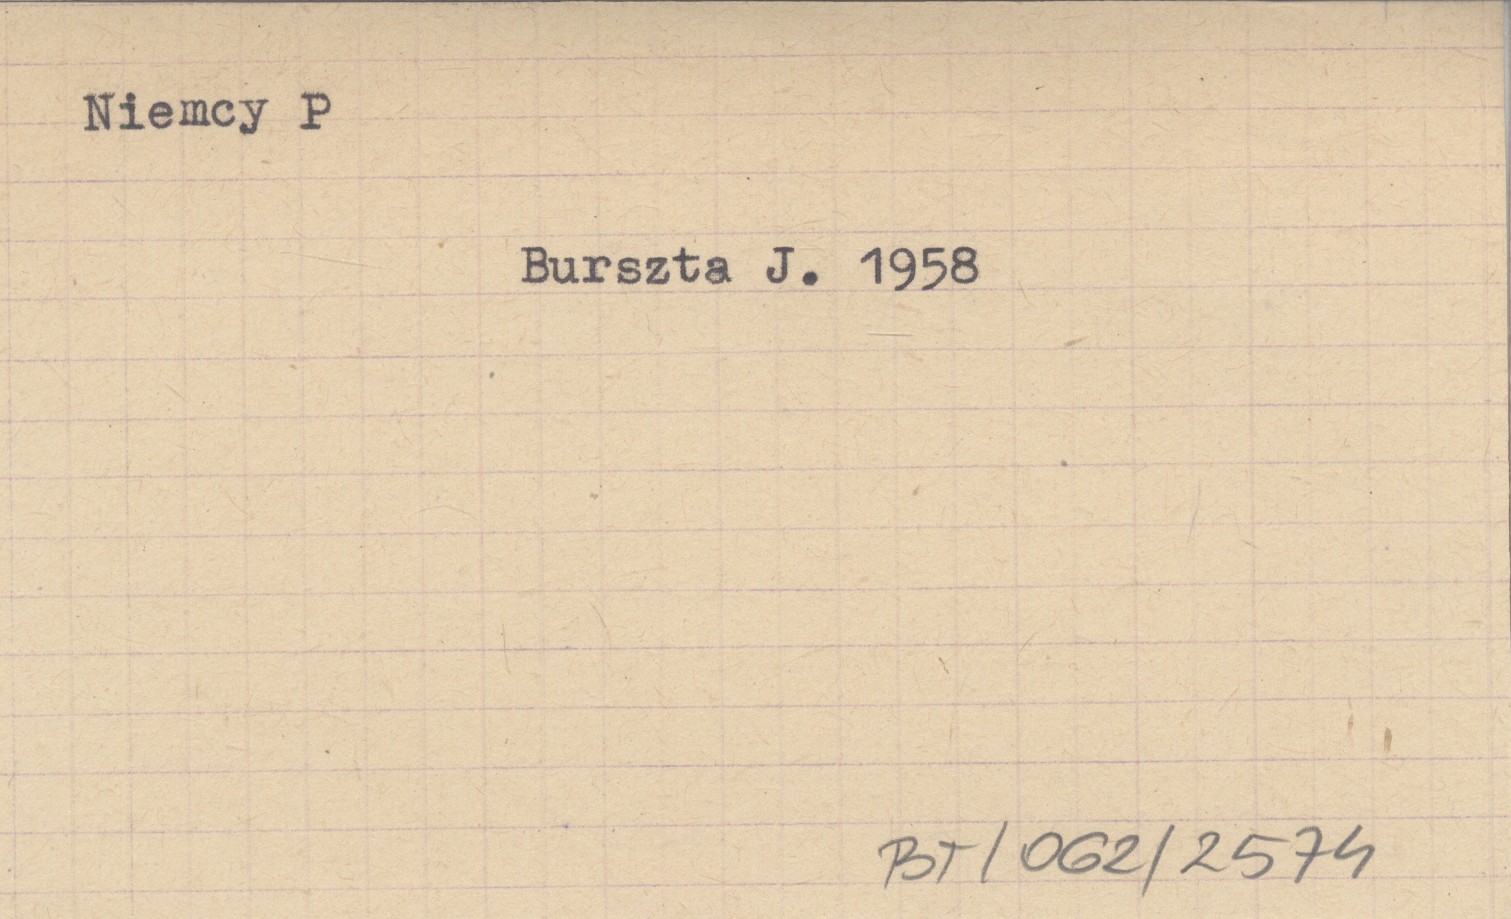 Niemcy P
Burszta J. 1958
BT/062/2574